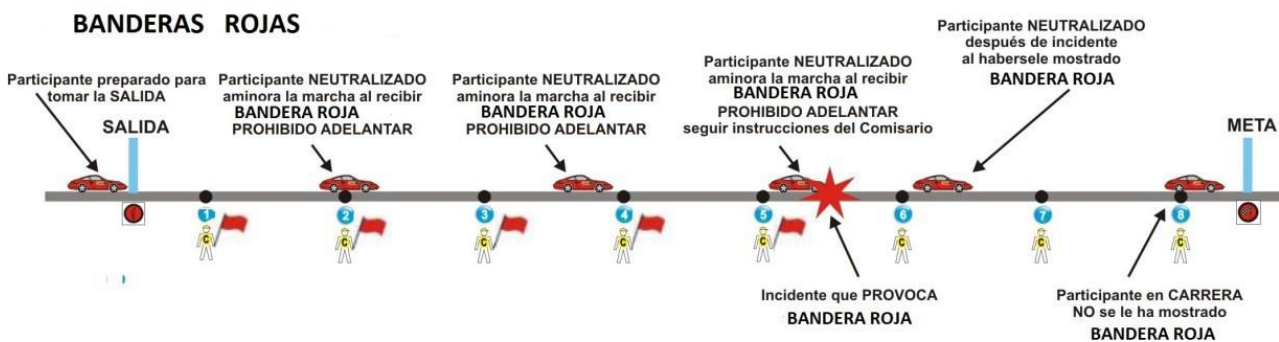 BANDERAS ROJAS
Participante preparado para
tomar la SALIDA
SALIDA
Participante NEUTRALIZADO
aminora la marcha al recibir
BANDERA ROJA
PROHIBIDO ADELANTAR
Participante NEUTRALIZADO
aminora la marcha al recibir
BANDERA ROJA
PROHIBIDO ADELANTAR
Participante NEUTRALIZADO
aminora la marcha al recibir
BANDERA ROJA
PROHIBIDO ADELANTAR
seguir instrucciones del Comisario
Participante NEUTRALIZADO
después de incidente
al habersele mostrado
BANDERA ROJA
META
1
2
3
4
5
6
7
8
C
C
C
C
C
C
C
C
Incidente que PROVOCA
BANDERA ROJA
Participante en CARRERA
NO se le ha mostrado
BANDERA ROJA